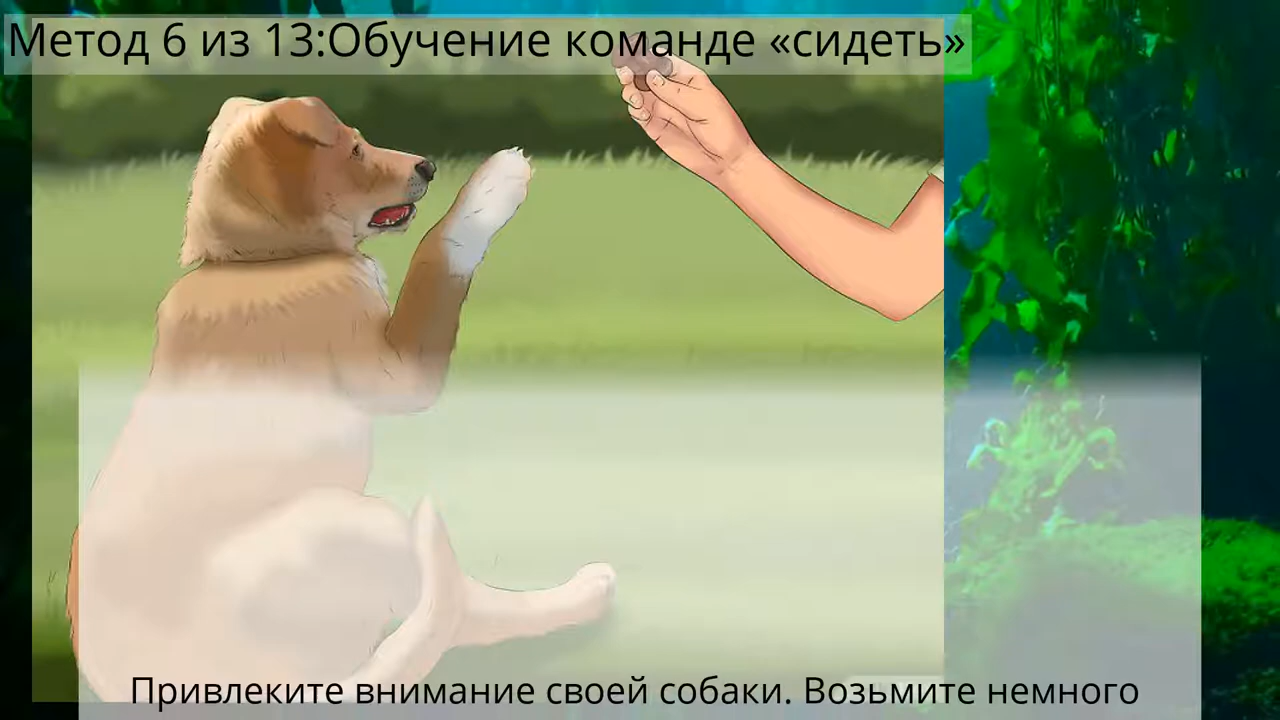 Метод 6 из 13:Обучение команде «сидеть»
Привлеките внимание своей собаки. Возьмите немного